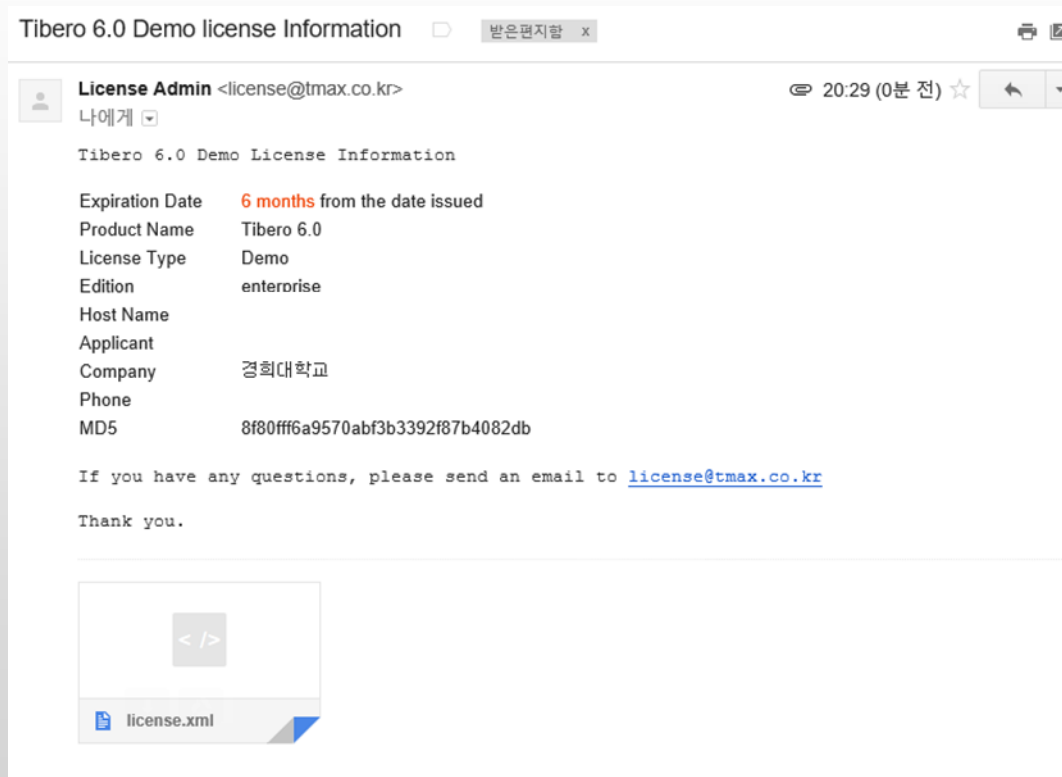 Tibero 6.0 Demo license Information 받은편지함 x
License Admin <license@tmax.co.kr> 20:29 (0분 전)
나에게
Tibero 6.0 Demo License Information
Expiration Date 6 months from the date issued
Product Name Tibero 6.0
License Type Demo
Edition enterprise
Host Name
Applicant
Company 경희대학교
Phone
MD5 8f80fff6a9570abf3b3392f87b4082db
If you have any questions, please send an email to license@tmax.co.kr
Thank you.
</>
license.xml